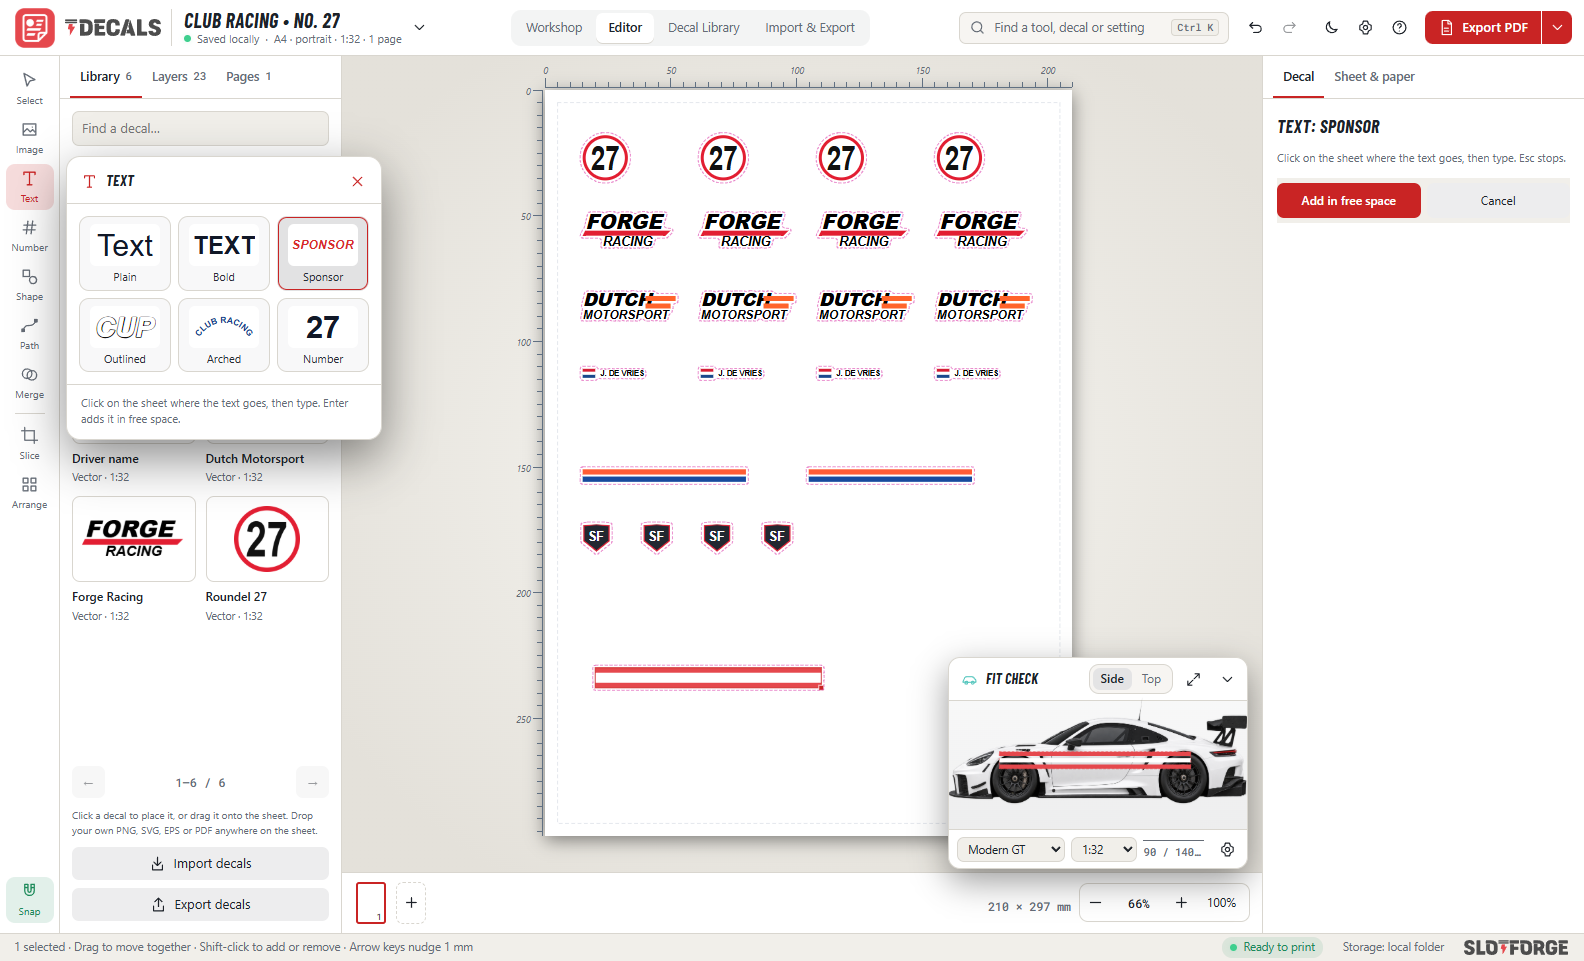 DECALS
CLUB RACING • NO. 27
Saved locally · A4 · portrait · 1:32 · 1 page
Workshop
Editor
Decal Library
Import & Export
Find a tool, decal or setting
Ctrl K
Export PDF
Select
Image
Text
Number
Shape
Path
Merge
Slice
Arrange
Snap
Library 6
Layers 23
Pages 1
Find a decal...
TEXT
Text
Plain
TEXT
Bold
SPONSOR
Sponsor
CUP
Outlined
CLUB RACING
Arched
27
Number
Click on the sheet where the text goes, then type. Enter
adds it in free space.
Driver name
Vector · 1:32
Dutch Motorsport
Vector · 1:32
FORGE
RACING
27
Forge Racing
Vector · 1:32
Roundel 27
Vector · 1:32
← 1–6 / 6 →
Click a decal to place it, or drag it onto the sheet. Drop
your own PNG, SVG, EPS or PDF anywhere on the sheet.
Import decals
Export decals
0 50 100 150 200
0
50
100
150
200
250
27 27 27 27
FORGE FORGE FORGE FORGE
RACING RACING RACING RACING
DUTCH DUTCH DUTCH DUTCH
MOTORSPORT MOTORSPORT MOTORSPORT MOTORSPORT
J. DE VRIES J. DE VRIES J. DE VRIES J. DE VRIES
SF SF SF SF
FIT CHECK
Side
Top
Modern GT
1:32
90 / 140…
1
+
210 × 297 mm
− 66% + 100%
Decal
Sheet & paper
TEXT: SPONSOR
Click on the sheet where the text goes, then type. Esc stops.
Add in free space
Cancel
1 selected · Drag to move together · Shift-click to add or remove · Arrow keys nudge 1 mm
Ready to print
Storage: local folder
SLOTFORGE